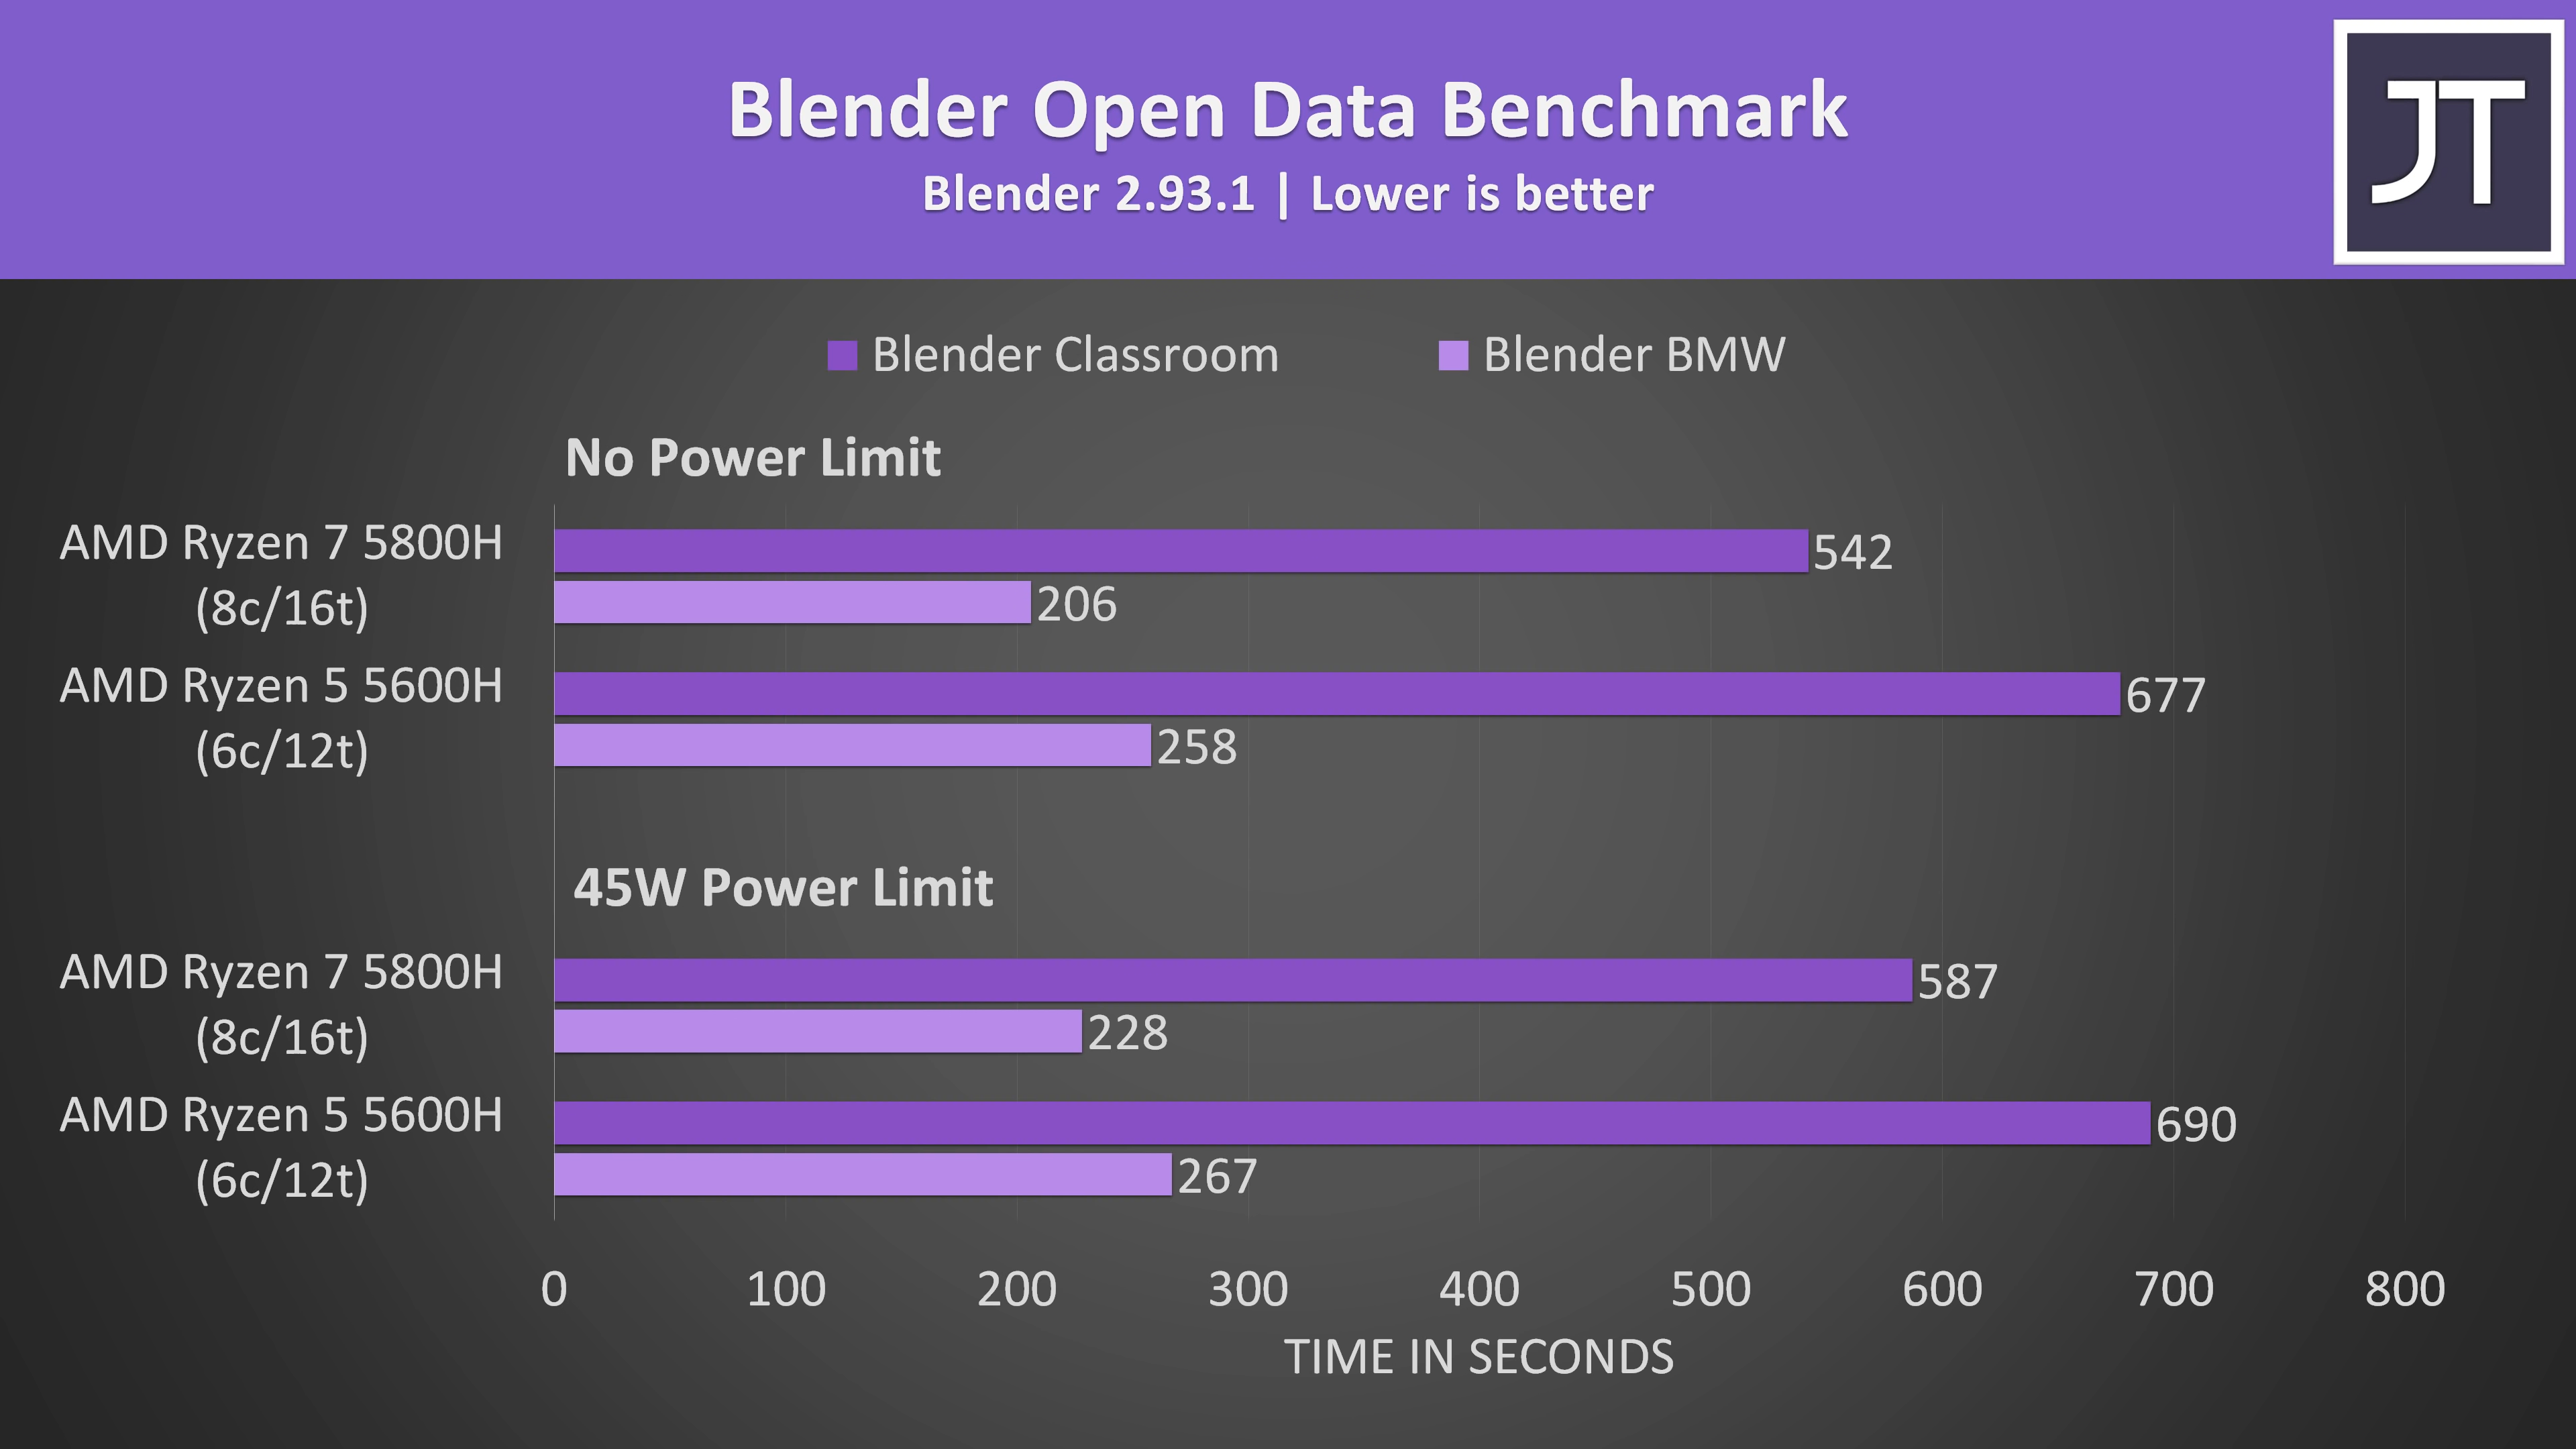 Blender Open Data Benchmark
Blender 2.93.1 | Lower is better
JT
Blender Classroom
Blender BMW
No Power Limit
AMD Ryzen 7 5800H
(8c/16t)
542
206
AMD Ryzen 5 5600H
(6c/12t)
677
258
45W Power Limit
AMD Ryzen 7 5800H
(8c/16t)
587
228
AMD Ryzen 5 5600H
(6c/12t)
690
267
0 100 200 300 400 500 600 700 800
TIME IN SECONDS